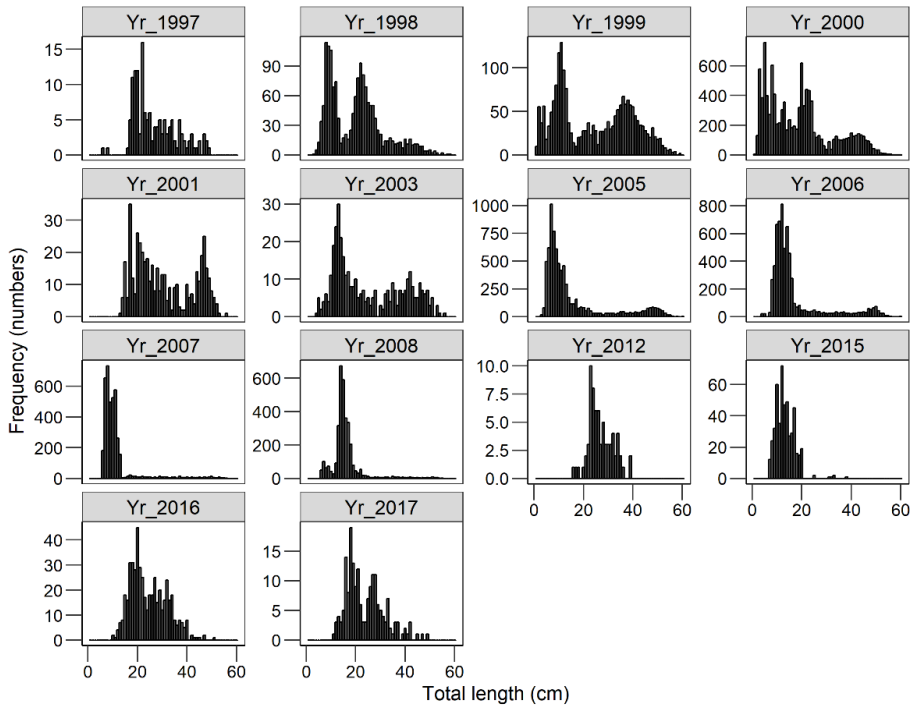 Yr_1997 Yr_1998 Yr_1999 Yr_2000
15 90 100 600
10 60 400
5 30 50 200
0 0 0 0
Yr_2001 Yr_2003 Yr_2005 Yr_2006
30 30 1000 800
20 20 750 600
10 10 500 400
250 200
0 0 0 0
Yr_2007 Yr_2008 Yr_2012 Yr_2015
600 600 10.0 60
400 400 7.5 40
200 200 5.0 20
2.5
0 0 0.0 0
0 20 40 60 0 20 40 60
Yr_2016 Yr_2017
40 15
30 10
20 5
10
0 0
0 20 40 60 0 20 40 60
Frequency (numbers)
Total length (cm)